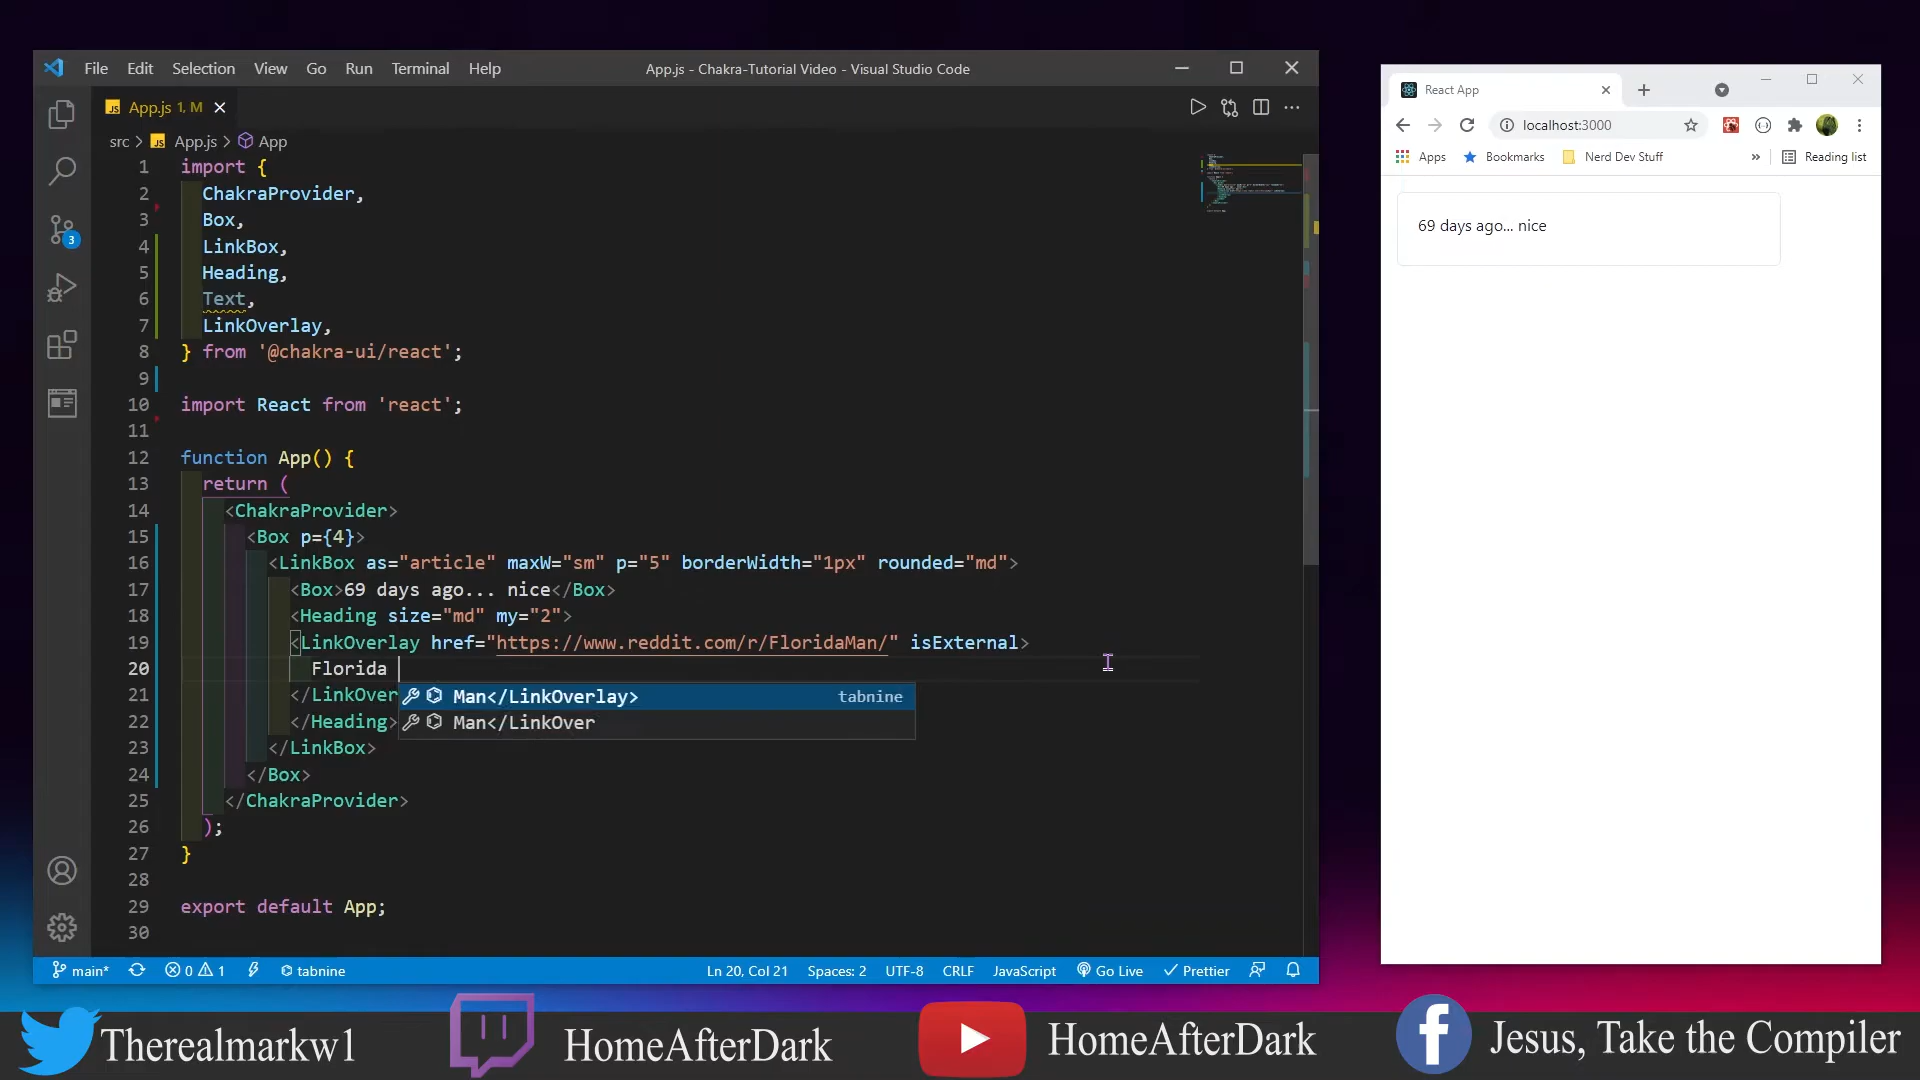 File Edit Selection View Go Run Terminal Help
App.js - Chakra-Tutorial Video - Visual Studio Code
App.js 1, M
src > App.js > App
1 import {
2 ChakraProvider,
3 Box,
4 LinkBox,
5 Heading,
6 Text,
7 LinkOverlay,
8 } from '@chakra-ui/react';
9
10 import React from 'react';
11
12 function App() {
13 return (
14 <ChakraProvider>
15 <Box p={4}>
16 <LinkBox as="article" maxW="sm" p="5" borderWidth="1px" rounded="md">
17 <Box>69 days ago... nice</Box>
18 <Heading size="md" my="2">
19 <LinkOverlay href="https://www.reddit.com/r/FloridaMan/" isExternal>
20 Florida
21 </LinkOver
Man</LinkOverlay> tabnine
22 </Heading>
Man</LinkOver
23 </LinkBox>
24 </Box>
25 </ChakraProvider>
26 );
27 }
28
29 export default App;
30
3
main* 0 1 tabnine Ln 20, Col 21 Spaces: 2 UTF-8 CRLF JavaScript Go Live Prettier
React App
localhost:3000
Apps Bookmarks Nerd Dev Stuff » Reading list
69 days ago... nice
Therealmarkw1
HomeAfterDark
HomeAfterDark
Jesus, Take the Compiler